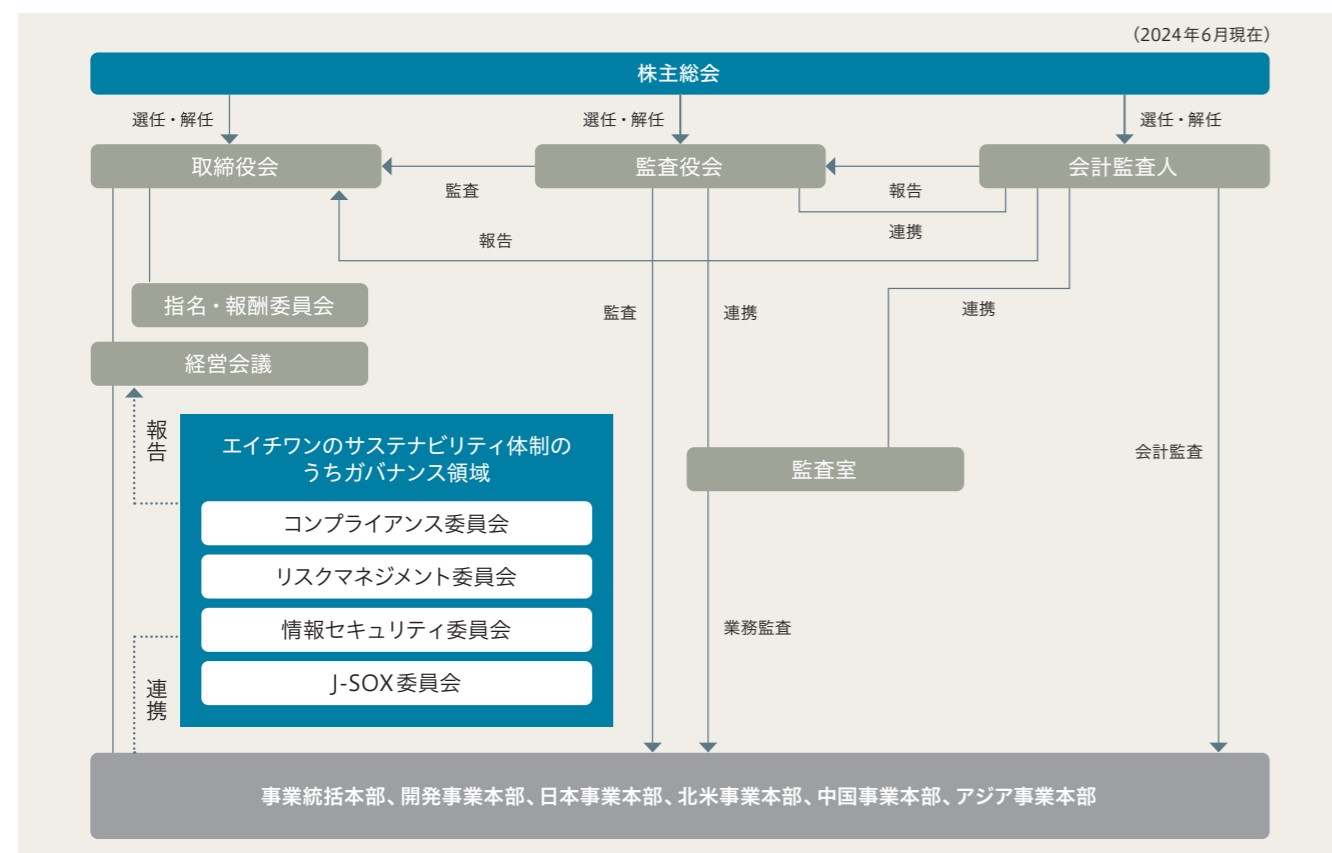 （2024年6月現在）
株主総会
選任・解任
選任・解任
選任・解任
取締役会
監査役会
会計監査人
監査
報告
連携
報告
指名・報酬委員会
監査
連携
連携
経営会議
報告
エイチワンのサステナビリティ体制の
うちガバナンス領域
コンプライアンス委員会
リスクマネジメント委員会
情報セキュリティ委員会
J-SOX委員会
監査室
会計監査
業務監査
連携
事業統括本部、開発事業本部、日本事業本部、北米事業本部、中国事業本部、アジア事業本部